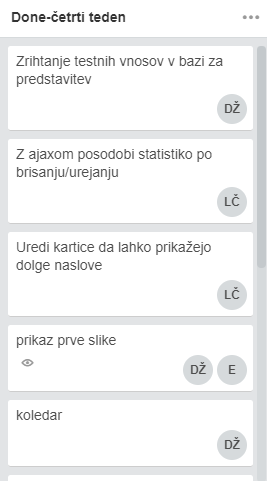 Done-četrti teden
Zrihtanje testnih vnosov v bazi za
predstavitev
DŽ
Z ajaxom posodobi statistiko po
brisanju/urejanju
LČ
Uredi kartice da lahko prikažejo
dolge naslove
LČ
prikaz prve slike
DŽ E
koledar
DŽ